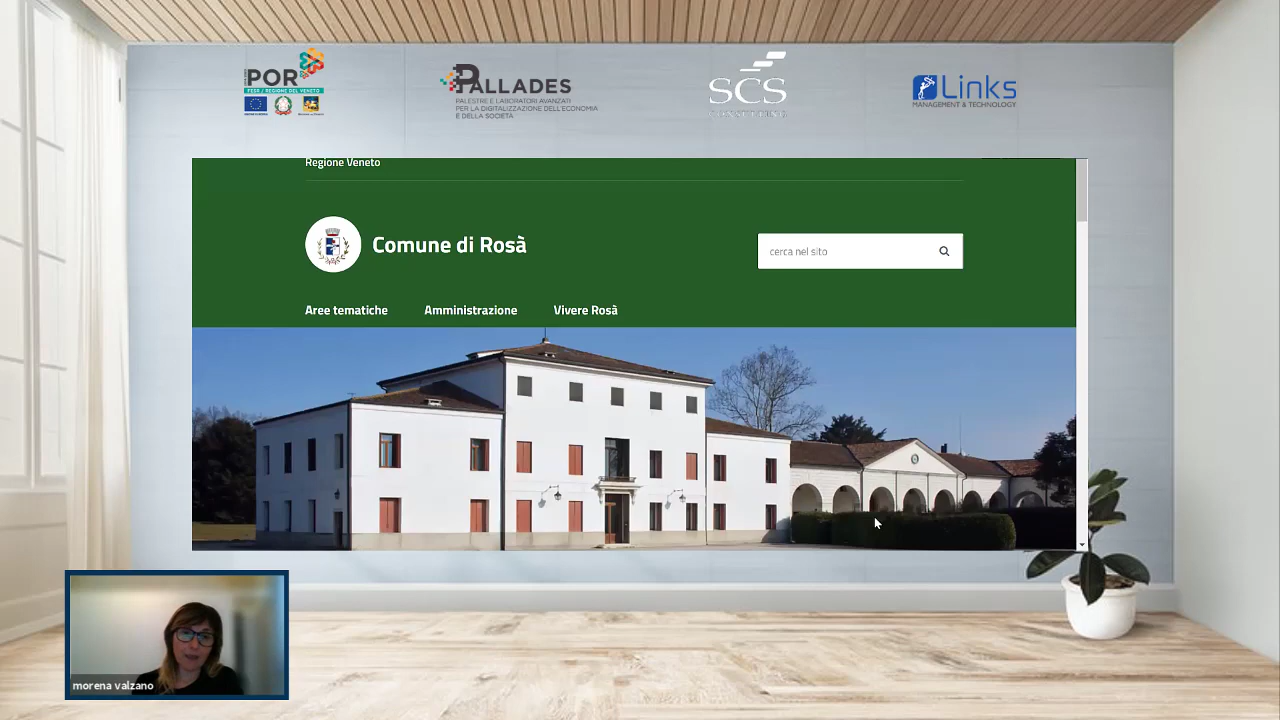 POR
FESR / REGIONE DEL VENETO
PALLADES
PALESTRE E LABORATORI AVANZATI
PER LA DIGITALIZZAZIONE DELL'ECONOMIA
E DELLA SOCIETÀ
SCS
CONSULTING
Links
MANAGEMENT & TECHNOLOGY
Regione Veneto
Comune di Rosà
cerca nel sito
Aree tematiche
Amministrazione
Vivere Rosà
morena valzano